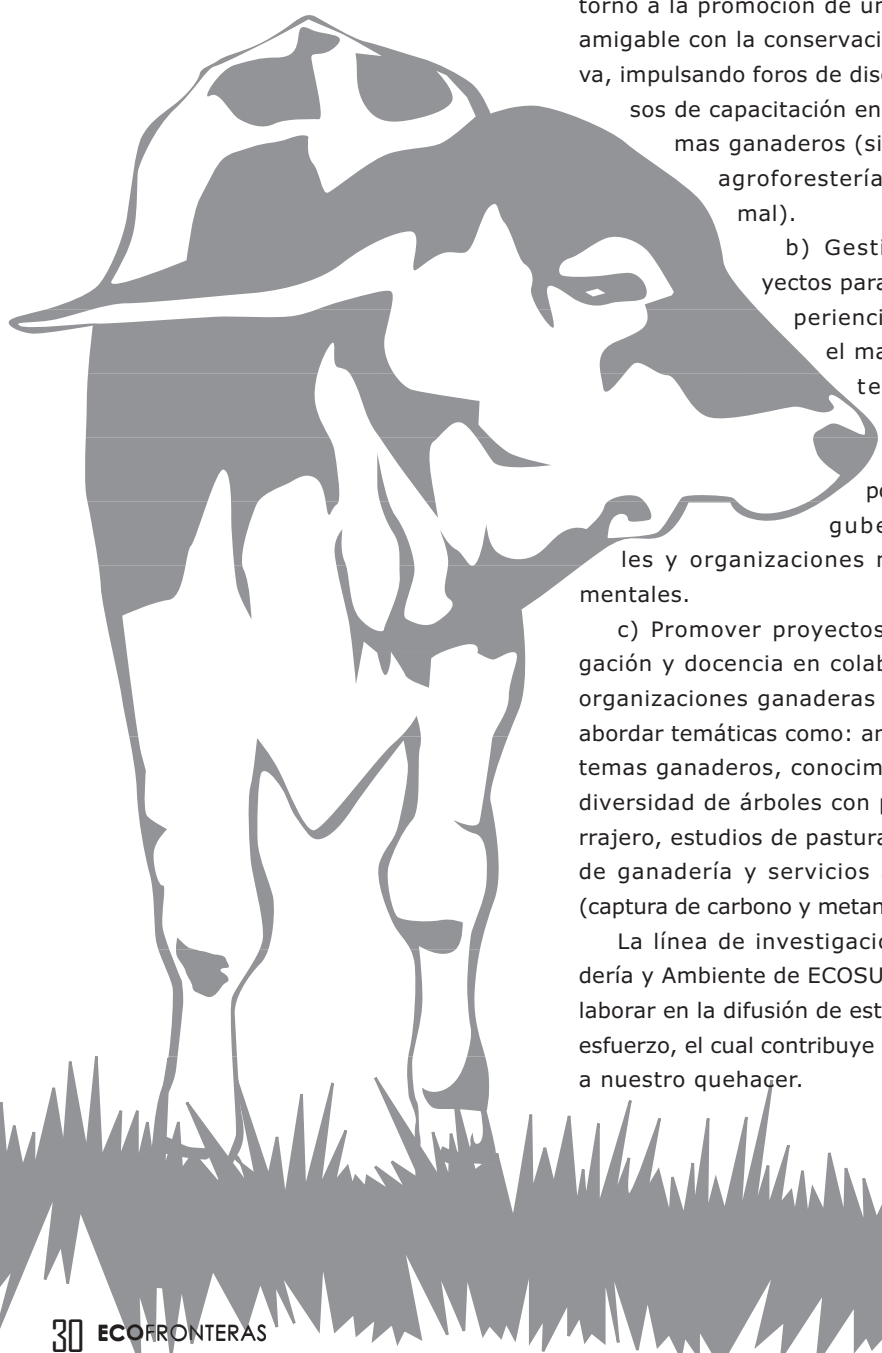 torno a la promoción de un
amigable con la conservaci
va, impulsando foros de dis
sos de capacitación en
mas ganaderos (si
agroforestería
mal).
b) Gesti
yectos para
perienci
el ma
te
po
gube
les y organizaciones
mentales.
c) Promover proyectos
gación y docencia en colab
organizaciones ganaderas
abordar temáticas como: an
temas ganaderos, conocim
diversidad de árboles con
rrajero, estudios de pastura
de ganadería y servicios
(captura de carbono y metan
La línea de investigació
dería y Ambiente de ECOSU
laborar en la difusión de est
esfuerzo, el cual contribuye
a nuestro quehacer.
30 ECOFRONTERAS